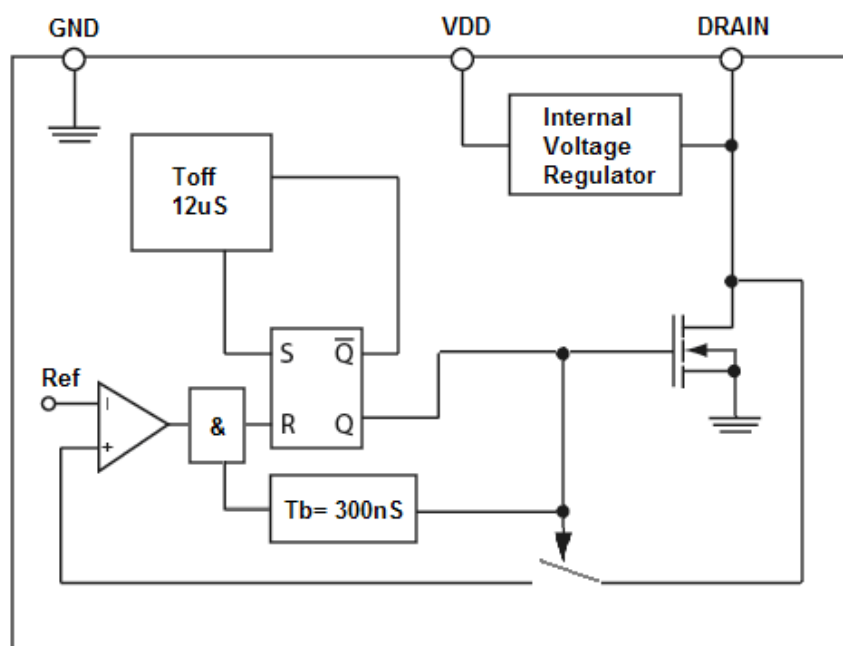 GND
VDD
DRAIN
Internal
Voltage
Regulator
Toff
12uS
S
Q̅
Ref
R
Q
&
Tb= 300nS